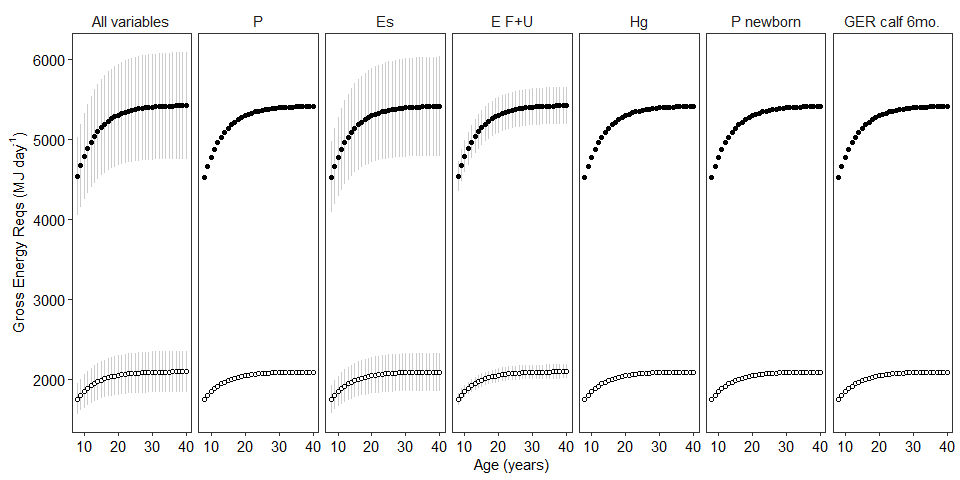 All variables P Es E F+U Hg P newborn GER calf 6mo.
Gross Energy Reqs (MJ day⁻¹)
6000
5000
4000
3000
2000
10 20 30 40 10 20 30 40 10 20 30 40 10 20 30 40 10 20 30 40 10 20 30 40 10 20 30 40
Age (years)